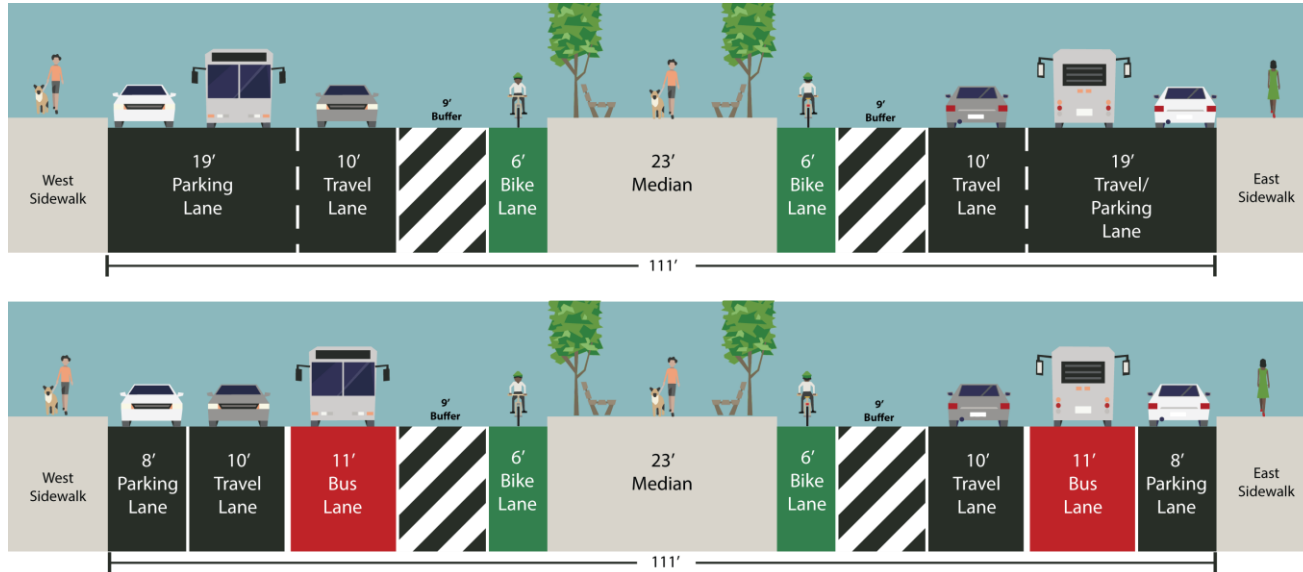 West
Sidewalk
19′
Parking
Lane
10′
Travel
Lane
9′
Buffer
6′
Bike
Lane
23′
Median
6′
Bike
Lane
9′
Buffer
10′
Travel
Lane
19′
Travel/
Parking
Lane
East
Sidewalk
111′
West
Sidewalk
8′
Parking
Lane
10′
Travel
Lane
11′
Bus
Lane
9′
Buffer
6′
Bike
Lane
23′
Median
6′
Bike
Lane
9′
Buffer
10′
Travel
Lane
11′
Bus
Lane
8′
Parking
Lane
East
Sidewalk
111′